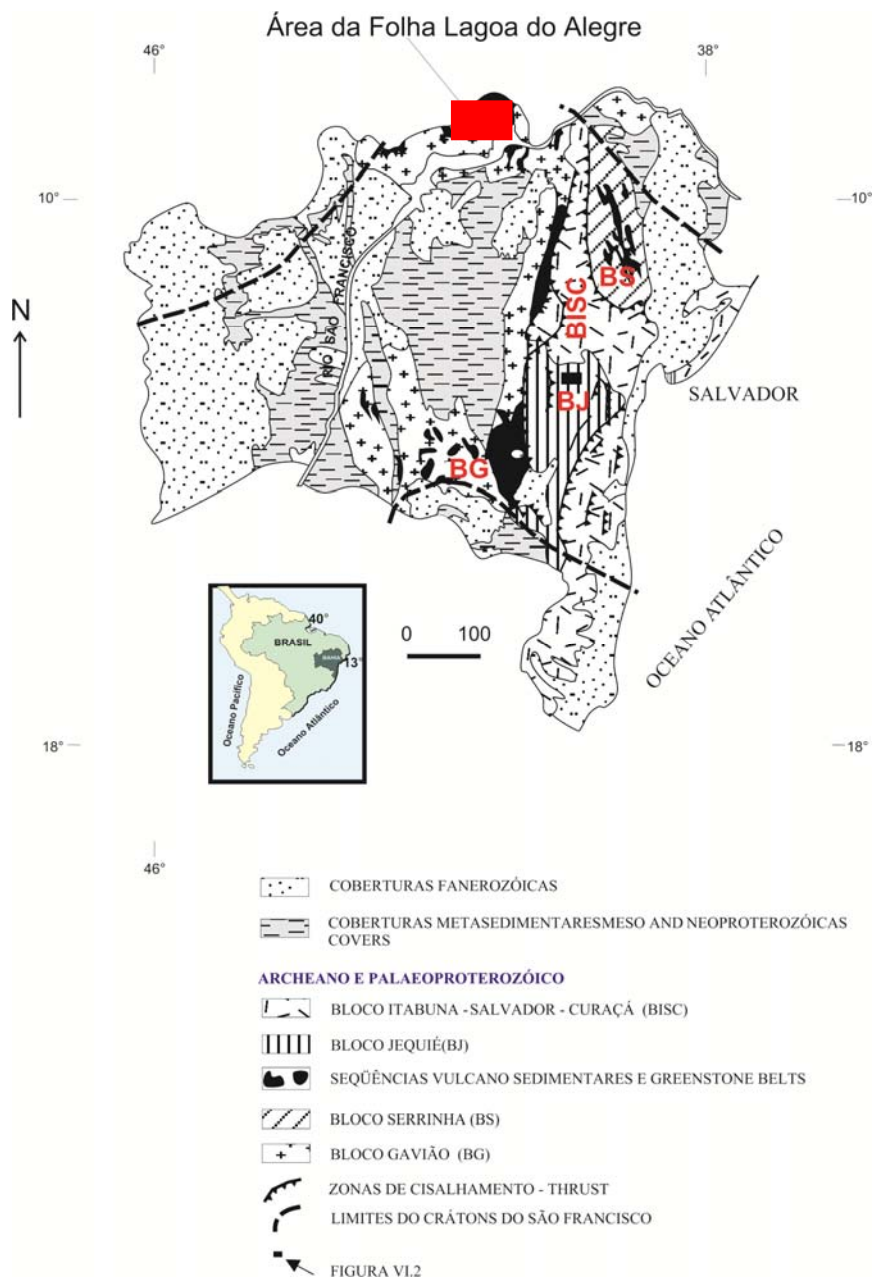 Área da Folha Lagoa do Alegre
46°
38°
10°
10°
N
RIO SÃO FRANCISCO
BS
BISC
BJ
BG
SALVADOR
OCEANO ATLÂNTICO
0 100
40°
BRASIL
BAHIA
13°
Oceano Pacífico
Oceano Atlântico
18°
18°
46°
COBERTURAS FANEROZÓICAS
COBERTURAS METASEDIMENTARESMESO AND NEOPROTEROZÓICAS
COVERS
ARCHEANO E PALAEOPROTEROZÓICO
BLOCO ITABUNA - SALVADOR - CURAÇÁ (BISC)
BLOCO JEQUIÉ(BJ)
SEQÜÊNCIAS VULCANO SEDIMENTARES E GREENSTONE BELTS
BLOCO SERRINHA (BS)
BLOCO GAVIÃO (BG)
ZONAS DE CISALHAMENTO - THRUST
LIMITES DO CRÁTONS DO SÃO FRANCISCO
FIGURA VI.2